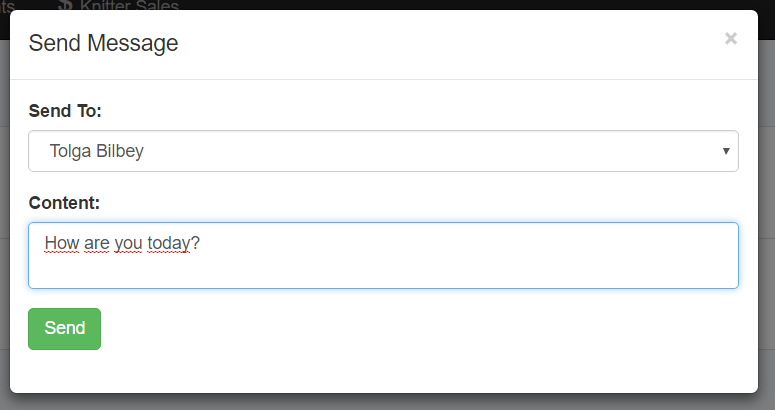 ts $ Knitter Sales
Send Message ×
Send To:
Tolga Bilbey
Content:
How are you today?
Send